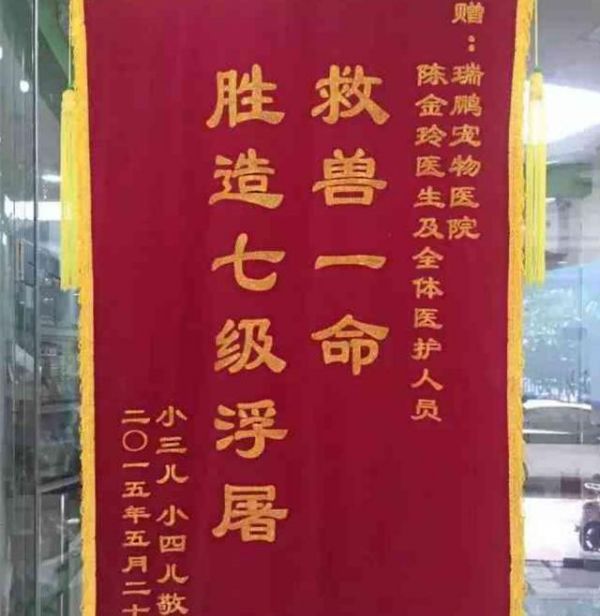 赠：瑞鹏宠物医院
陈金玲医生及全体医护人员
救兽一命
胜造七级浮屠
小三儿 小四儿敬
二〇一五年五月二十